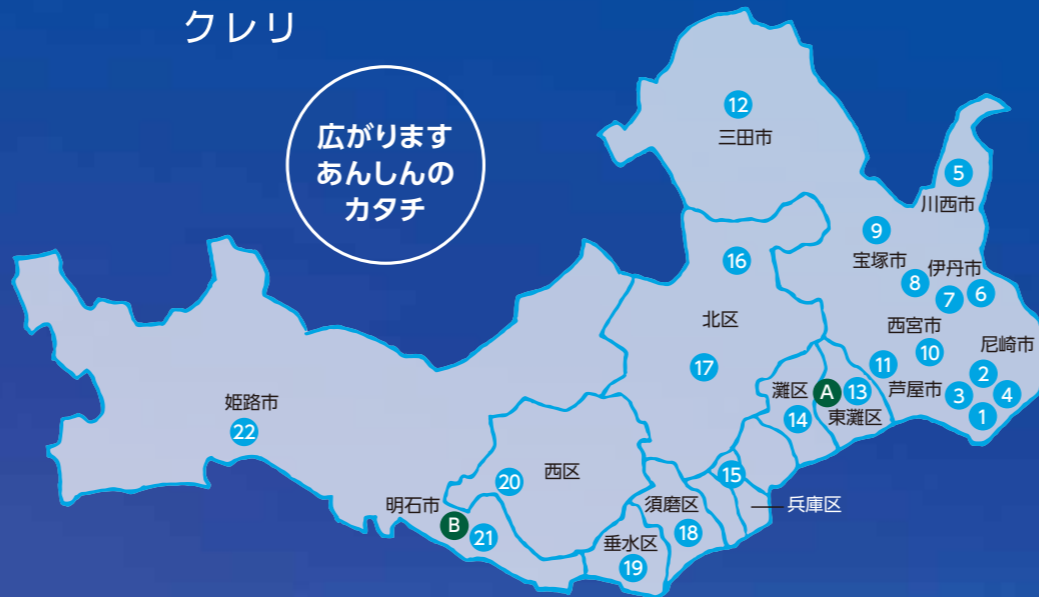 クレリ
広がります
あんしんの
カタチ
12
三田市
5
川西市
9
宝塚市
伊丹市
8
7
6
16
北区
西宮市
10
尼崎市
17
11
芦屋市
2
3
4
1
灘区
A
13
14
東灘区
姫路市
22
20
西区
15
兵庫区
明石市
B
21
須磨区
18
垂水区
19